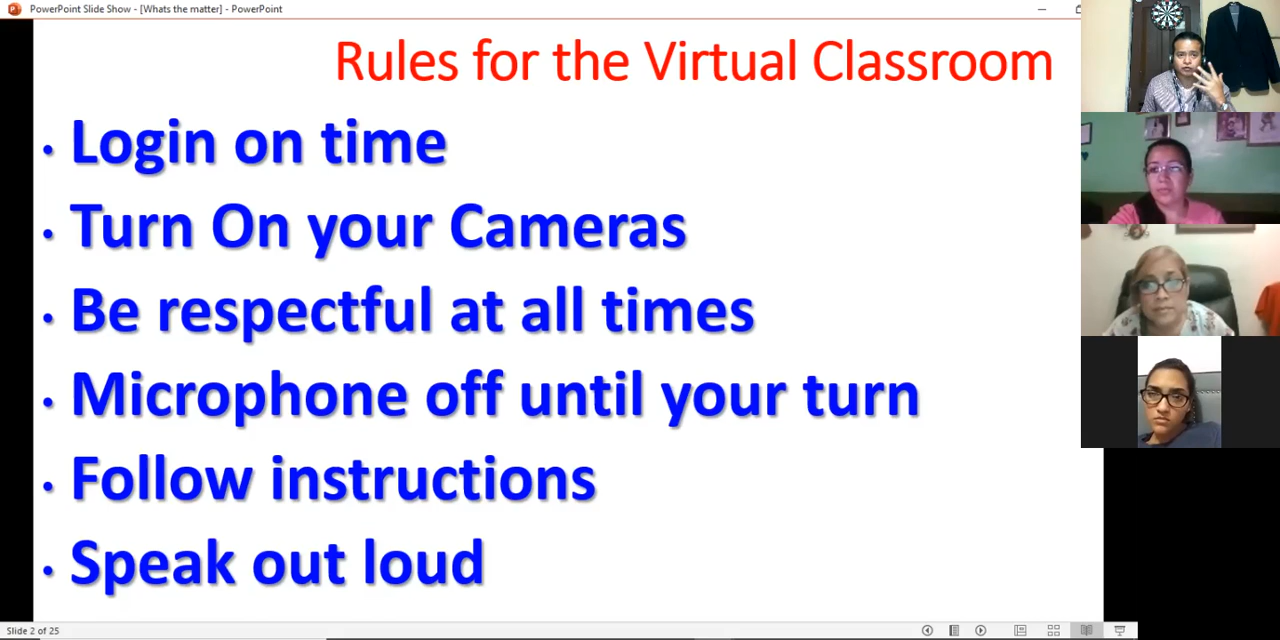 PowerPoint Slide Show - [Whats the matter] - PowerPoint
Rules for the Virtual Classroom
• Login on time
• Turn On your Cameras
• Be respectful at all times
• Microphone off until your turn
• Follow instructions
• Speak out loud
Slide 2 of 25